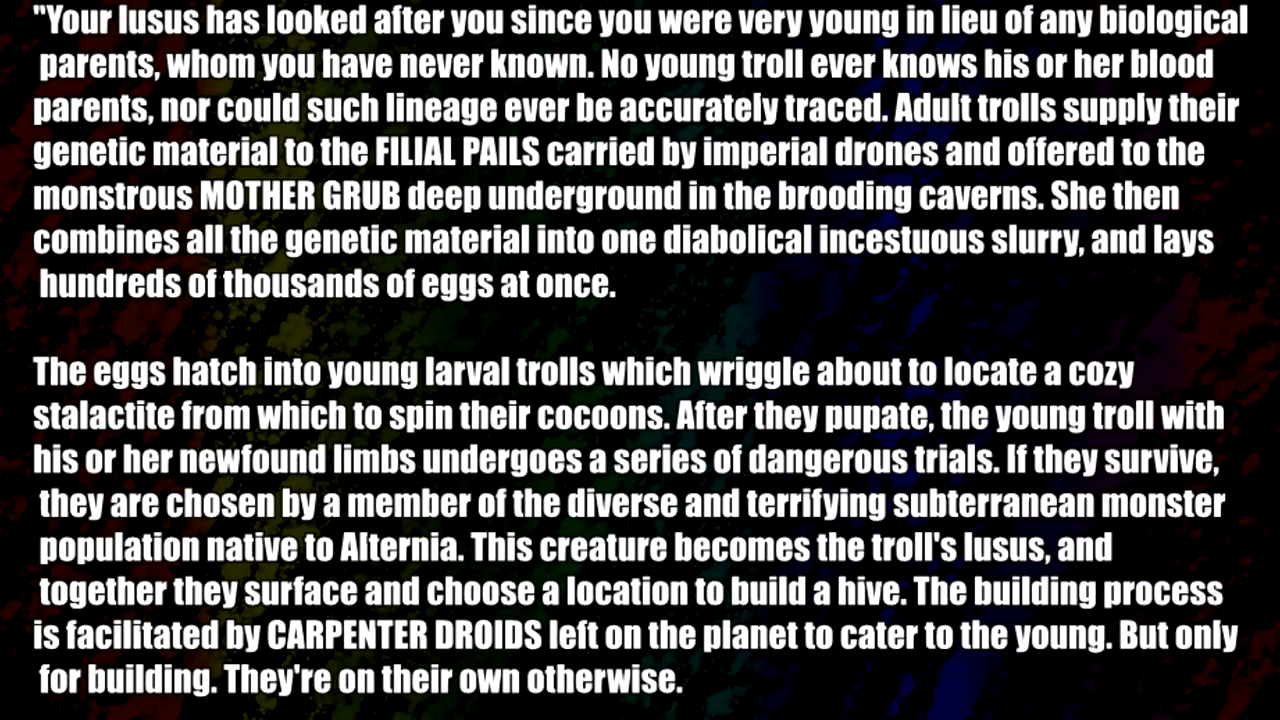 "Your lusus has looked after you since you were very young in lieu of any biological
parents, whom you have never known. No young troll ever knows his or her blood
parents, nor could such lineage ever be accurately traced. Adult trolls supply their
genetic material to the FILIAL PAILS carried by imperial drones and offered to the
monstrous MOTHER GRUB deep underground in the brooding caverns. She then
combines all the genetic material into one diabolical incestuous slurry, and lays
hundreds of thousands of eggs at once.
The eggs hatch into young larval trolls which wriggle about to locate a cozy
stalactite from which to spin their cocoons. After they pupate, the young troll with
his or her newfound limbs undergoes a series of dangerous trials. If they survive,
they are chosen by a member of the diverse and terrifying subterranean monster
population native to Alternia. This creature becomes the troll's lusus, and
together they surface and choose a location to build a hive. The building process
is facilitated by CARPENTER DROIDS left on the planet to cater to the young. But only
for building. They're on their own otherwise.